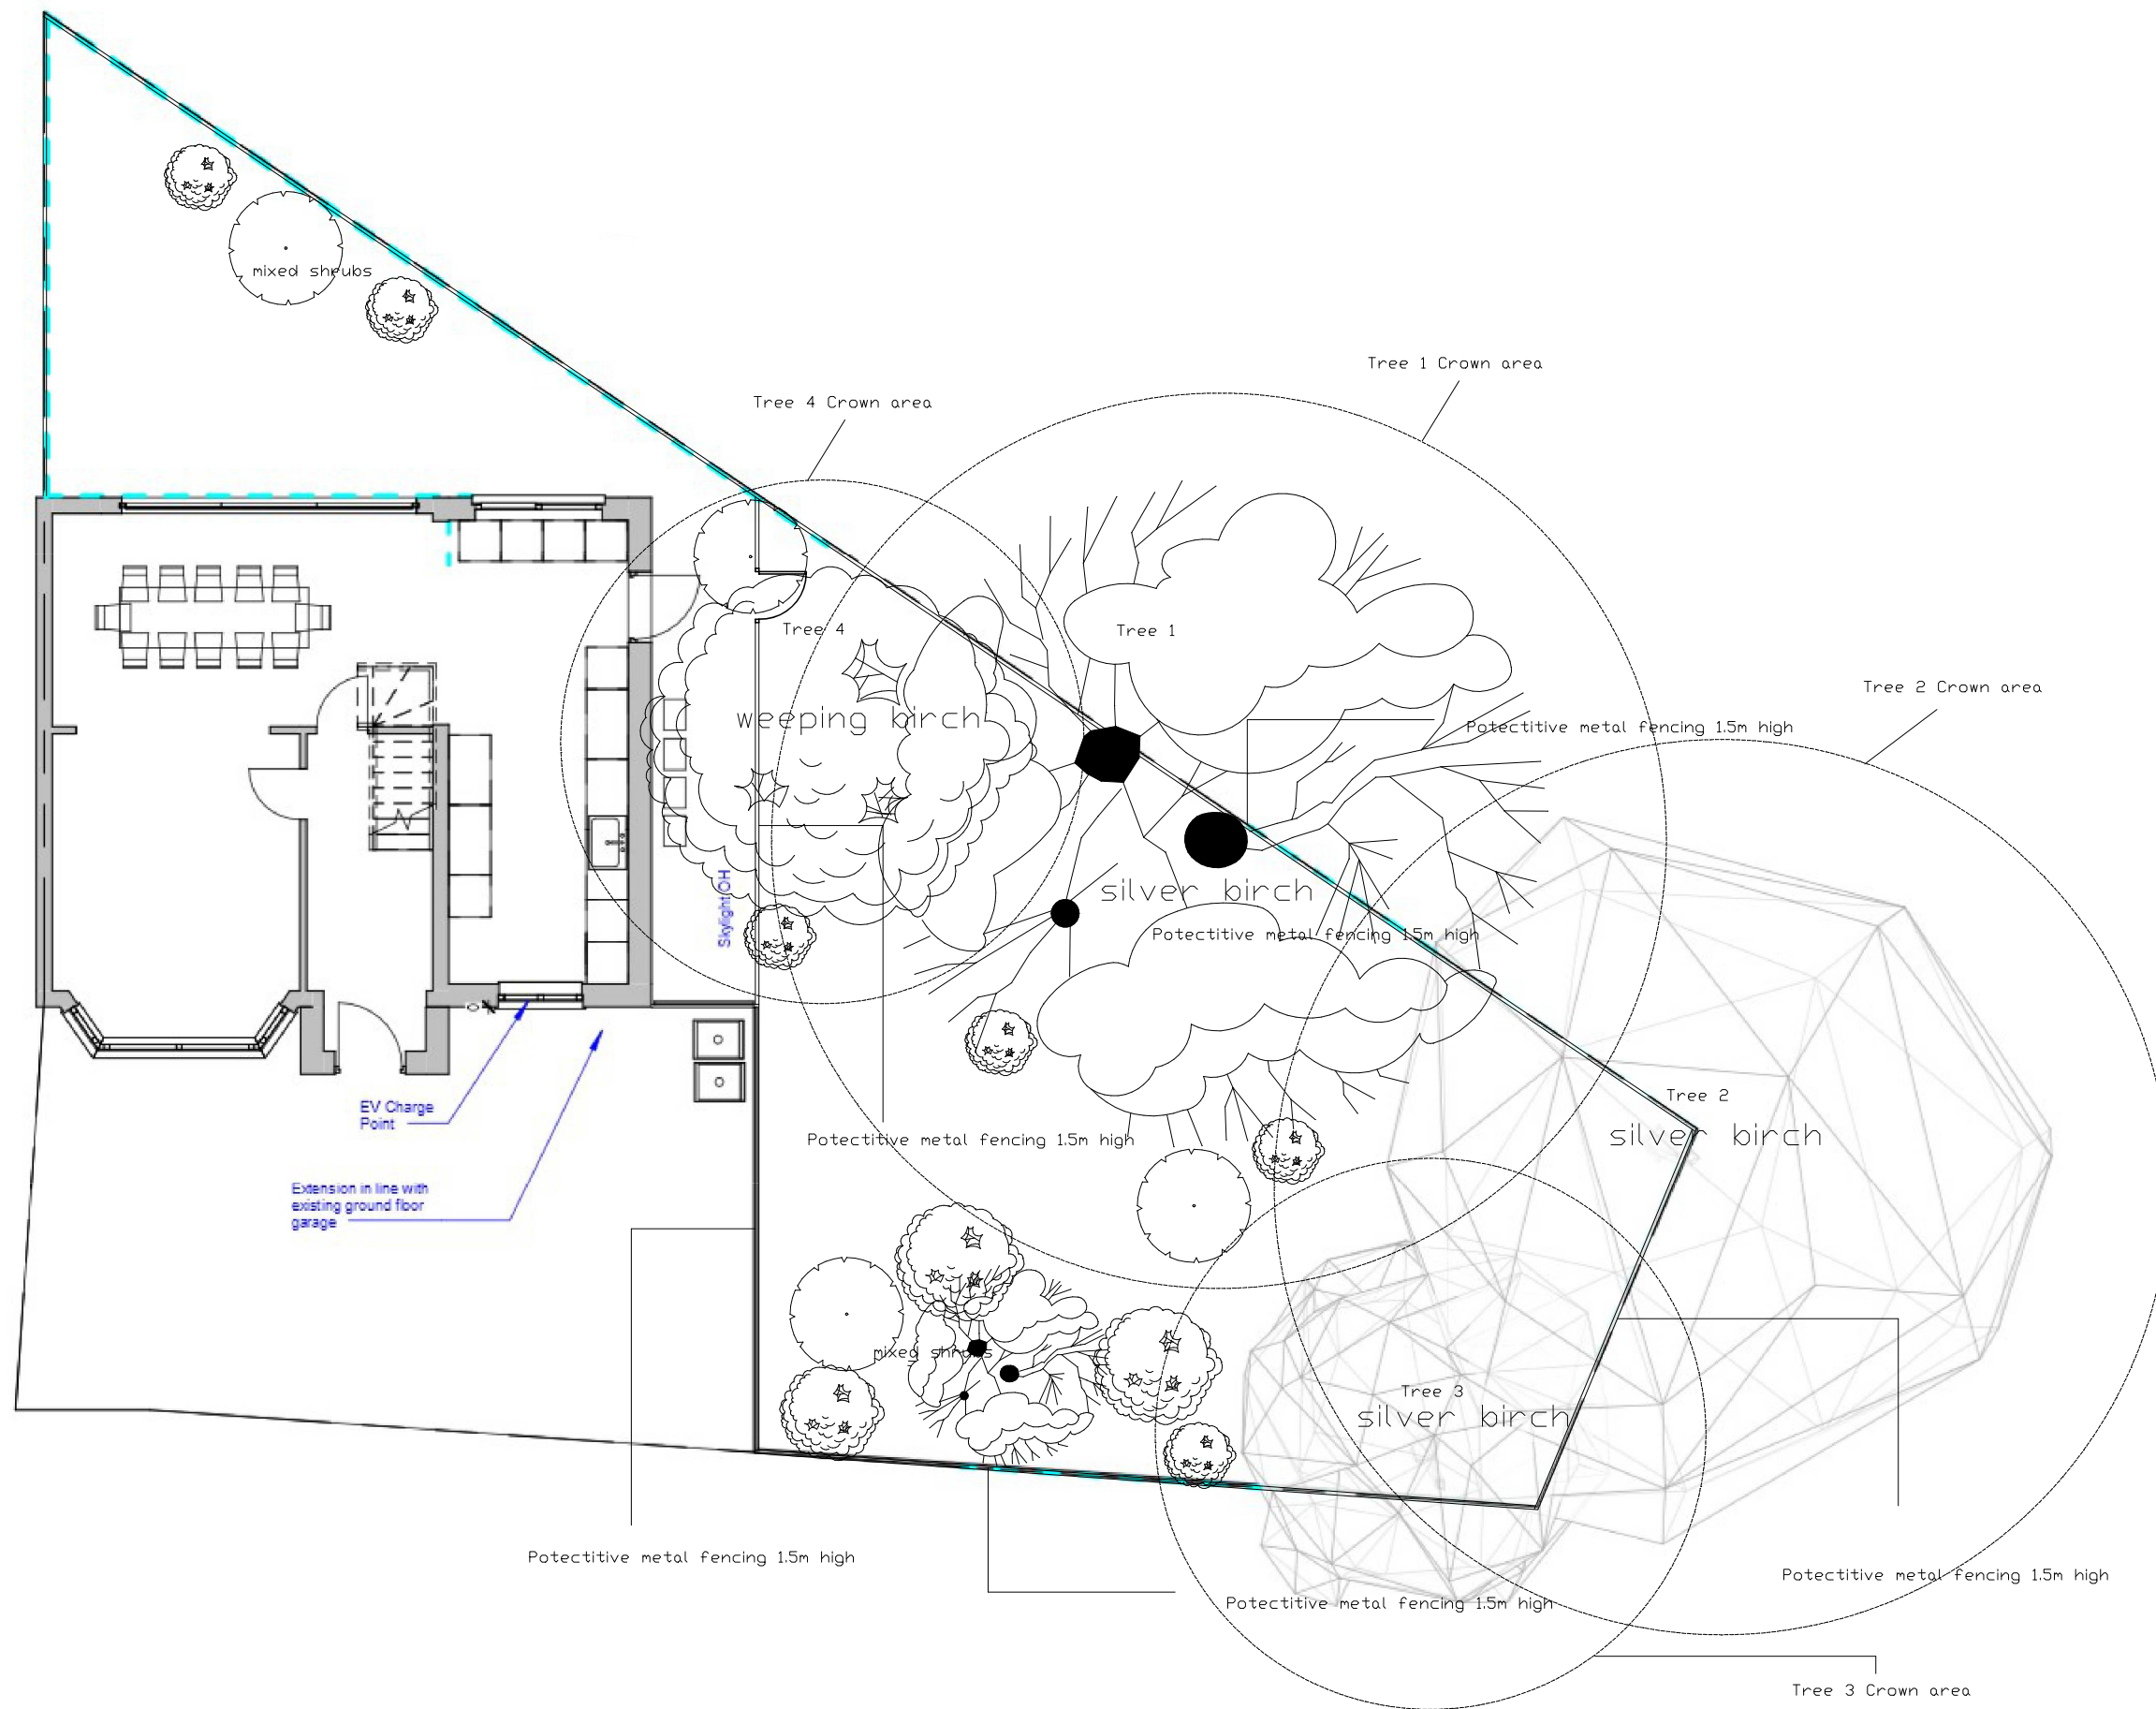 mixed shrubs
Tree 1 Crown area
Tree 4 Crown area
Tree 4
Tree 1
Tree 2 Crown area
weeping birch
Potectitive metal fencing 1.5m high
silver birch
Skylight OH
Potectitive metal fencing 1.5m high
Tree 2
EV Charge
Point
silver birch
Potectitive metal fencing 1.5m high
Extension in line with
existing ground floor
garage
mixed shrubs
Tree 3
silver birch
Potectitive metal fencing 1.5m high
Potectitive metal fencing 1.5m high
Potectitive metal fencing 1.5m high
Tree 3 Crown area